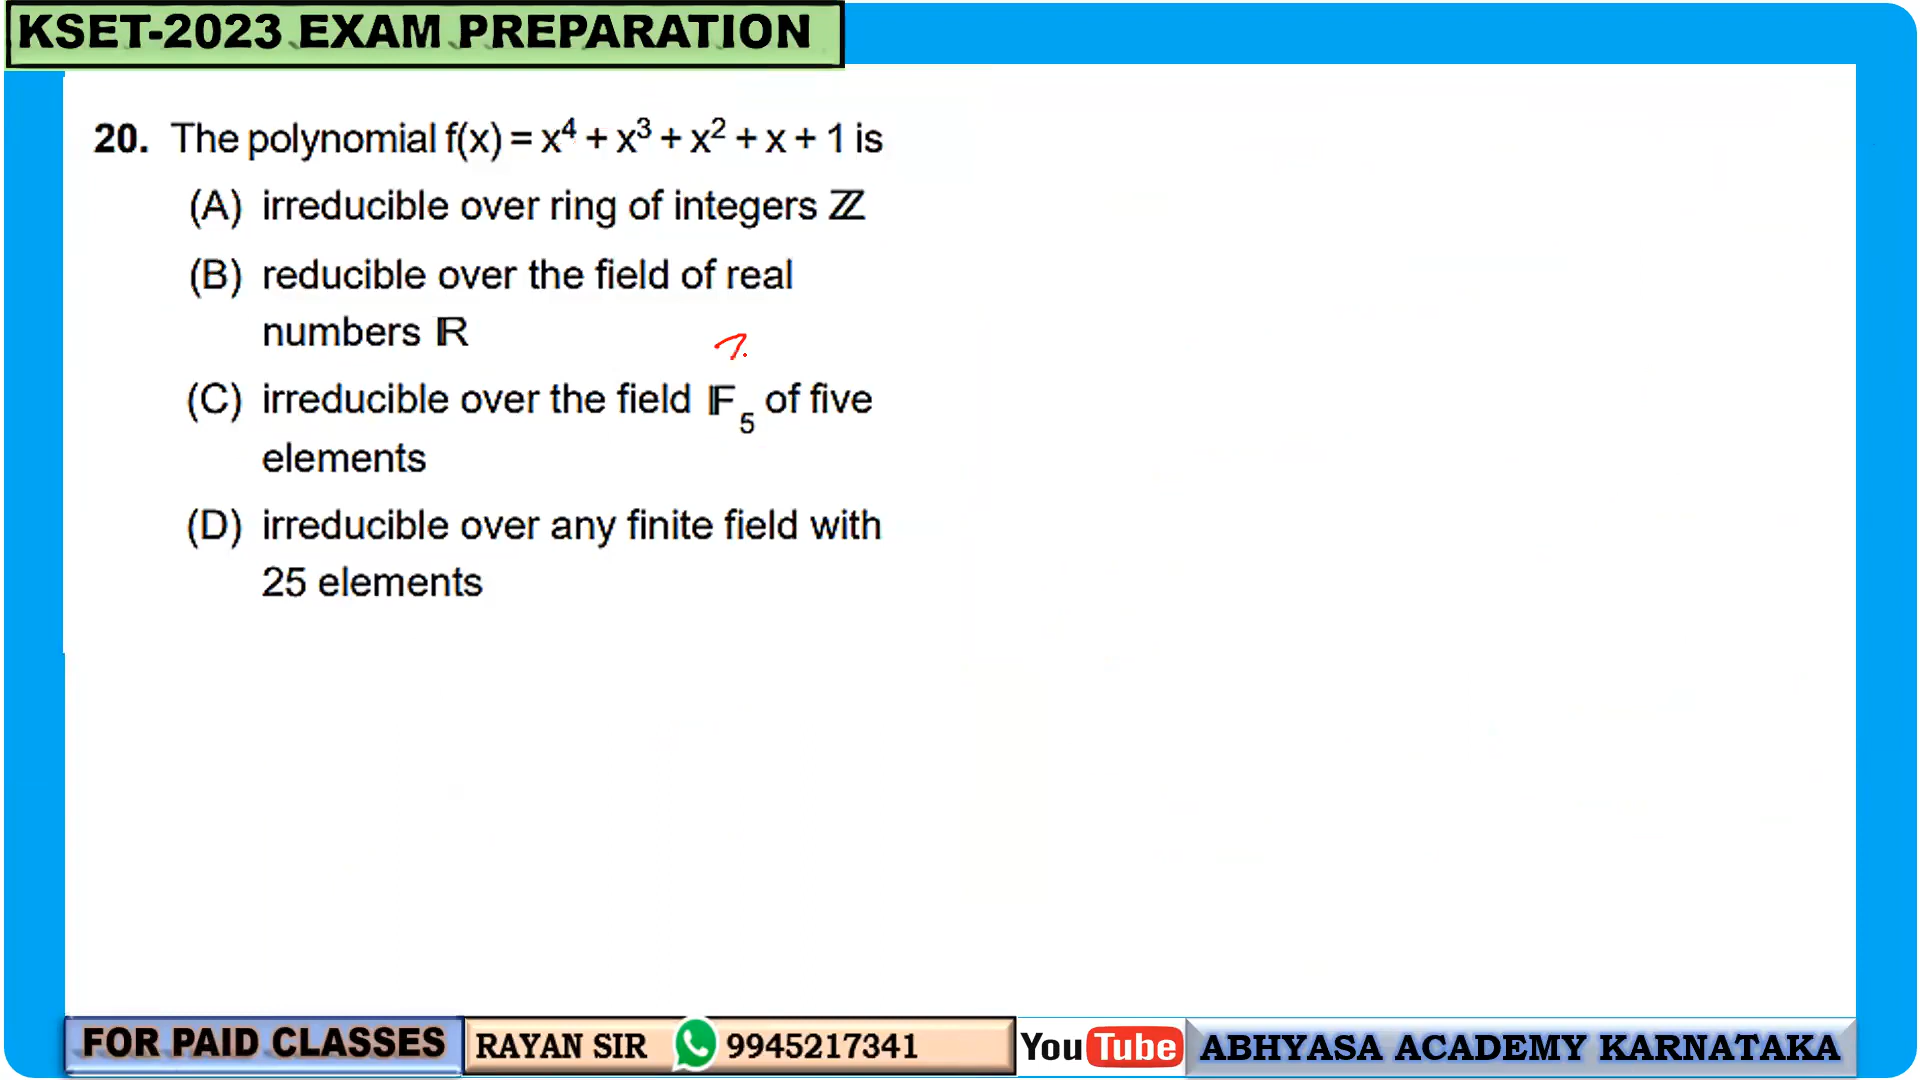 KSET-2023 EXAM PREPARATION
20. The polynomial f(x) = x⁴ + x³ + x² + x + 1 is
(A) irreducible over ring of integers ℤ
(B) reducible over the field of real
numbers ℝ
(C) irreducible over the field 𝔽₅ of five
elements
(D) irreducible over any finite field with
25 elements
FOR PAID CLASSES
RAYAN SIR 9945217341
YouTube
ABHYASA ACADEMY KARNATAKA